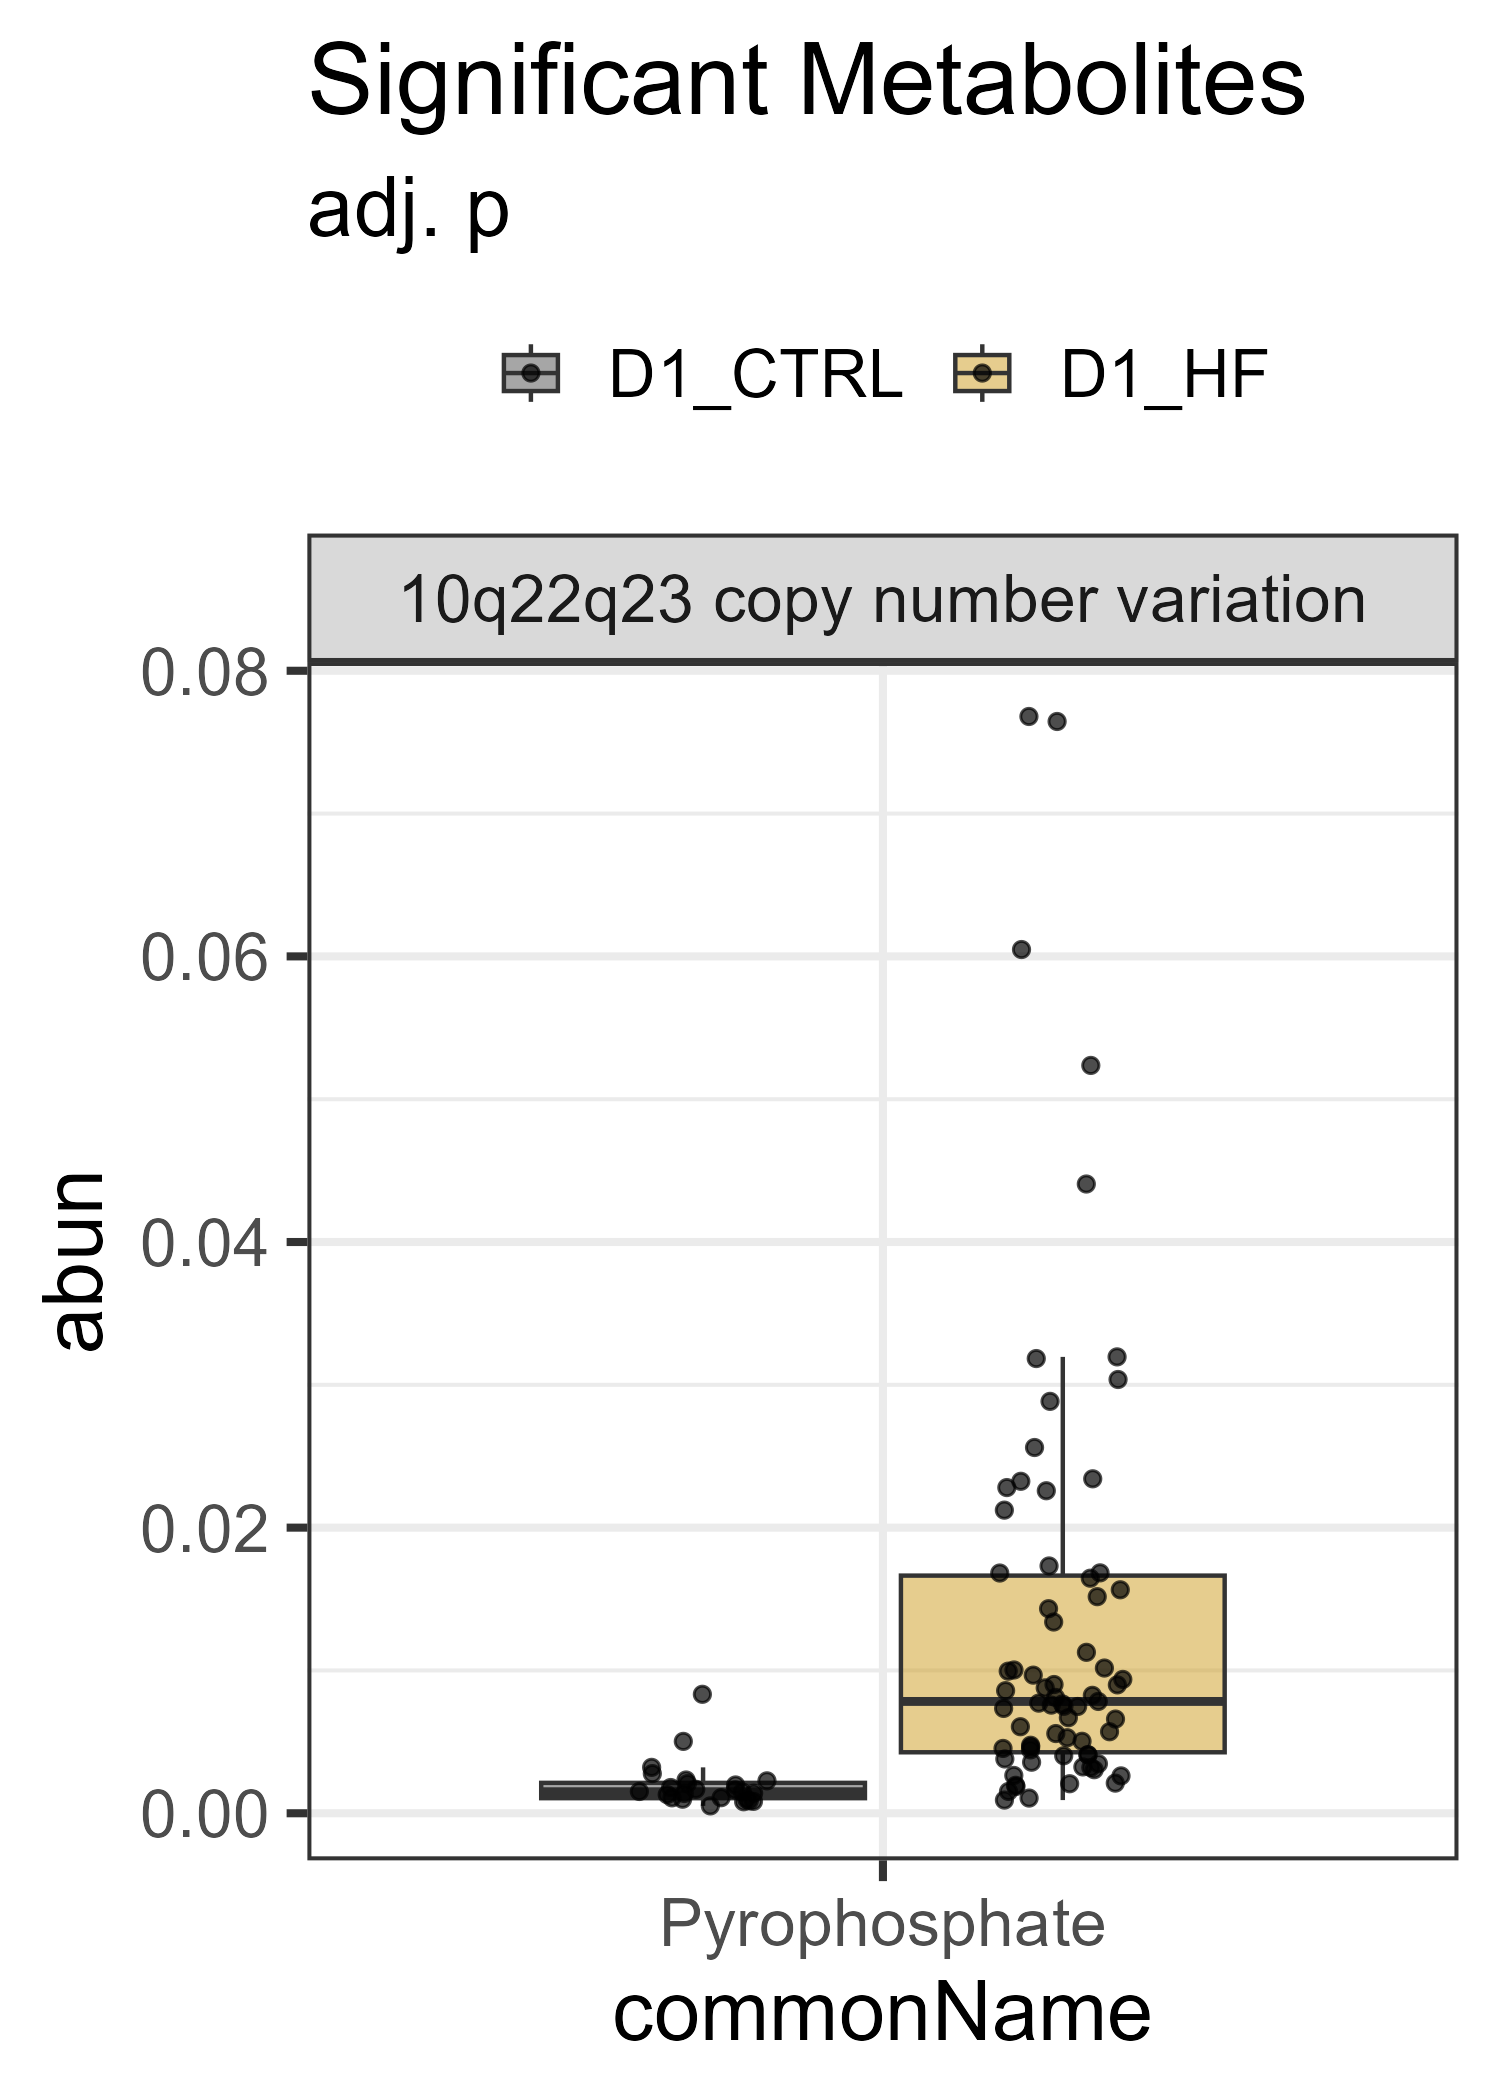 Significant Metabolites
adj. p
D1_CTRL D1_HF
10q22q23 copy number variation
0.08
0.06
0.04
0.02
0.00
abun
Pyrophosphate
commonName